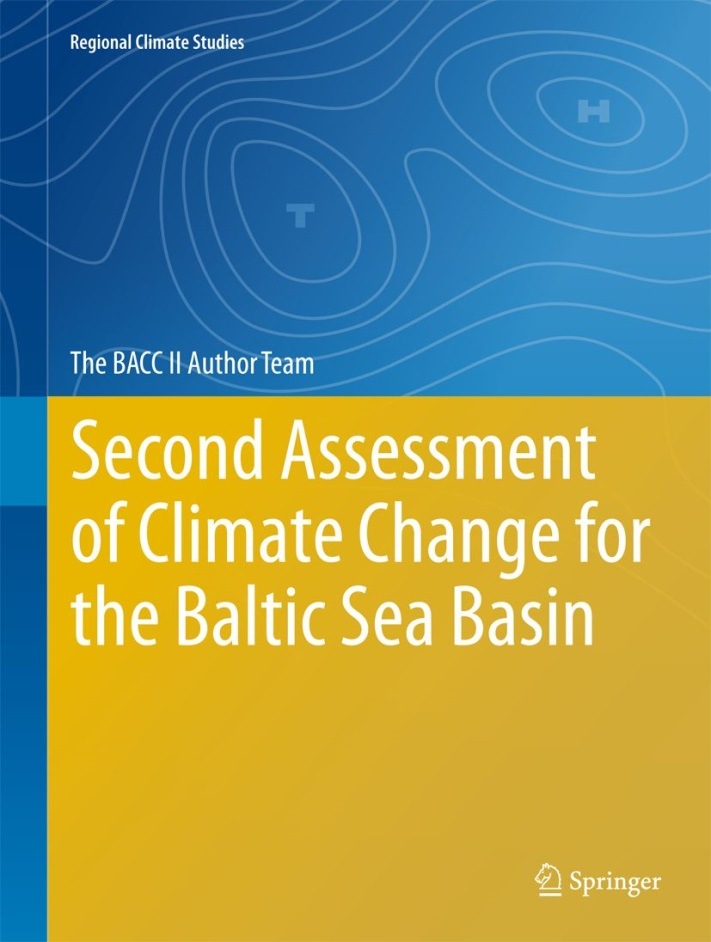 Regional Climate Studies
H
T
The BACC II Author Team
Second Assessment
of Climate Change for
the Baltic Sea Basin
Springer